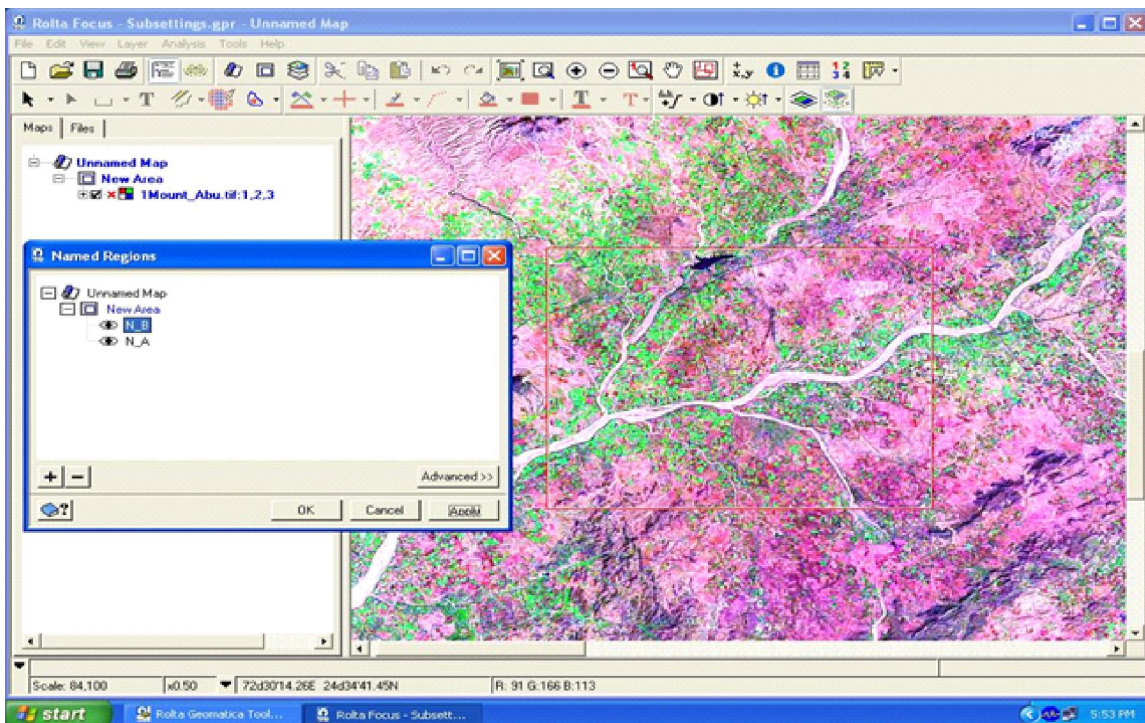 Rolta Focus - Subsettings.gpr - Unnamed Map
File Edit View Layer Analysis Tools Help
Maps Files
Unnamed Map
New Area
1Mount_Abu.tif:1,2,3
Named Regions
Unnamed Map
New Area
N_B
N_A
Advanced >>
OK Cancel Apply
Scale: 84,100 x0.50 72d30'14.26E 24d34'41.45N R: 91 G:166 B:113
start Rolta Geomatica Tool... Rolta Focus - Subsett... 5:53 PM